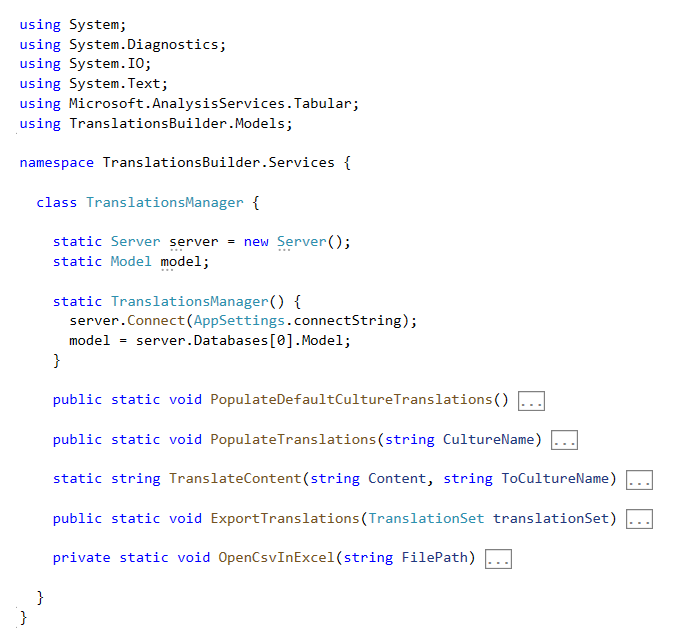 using System;
using System.Diagnostics;
using System.IO;
using System.Text;
using Microsoft.AnalysisServices.Tabular;
using TranslationsBuilder.Models;
namespace TranslationsBuilder.Services {
class TranslationsManager {
static Server server = new Server();
static Model model;
static TranslationsManager() {
server.Connect(AppSettings.connectString);
model = server.Databases[0].Model;
}
public static void PopulateDefaultCultureTranslations() ...
public static void PopulateTranslations(string CultureName) ...
static string TranslateContent(string Content, string ToCultureName) ...
public static void ExportTranslations(TranslationSet translationSet) ...
private static void OpenCsvInExcel(string FilePath) ...
}
}